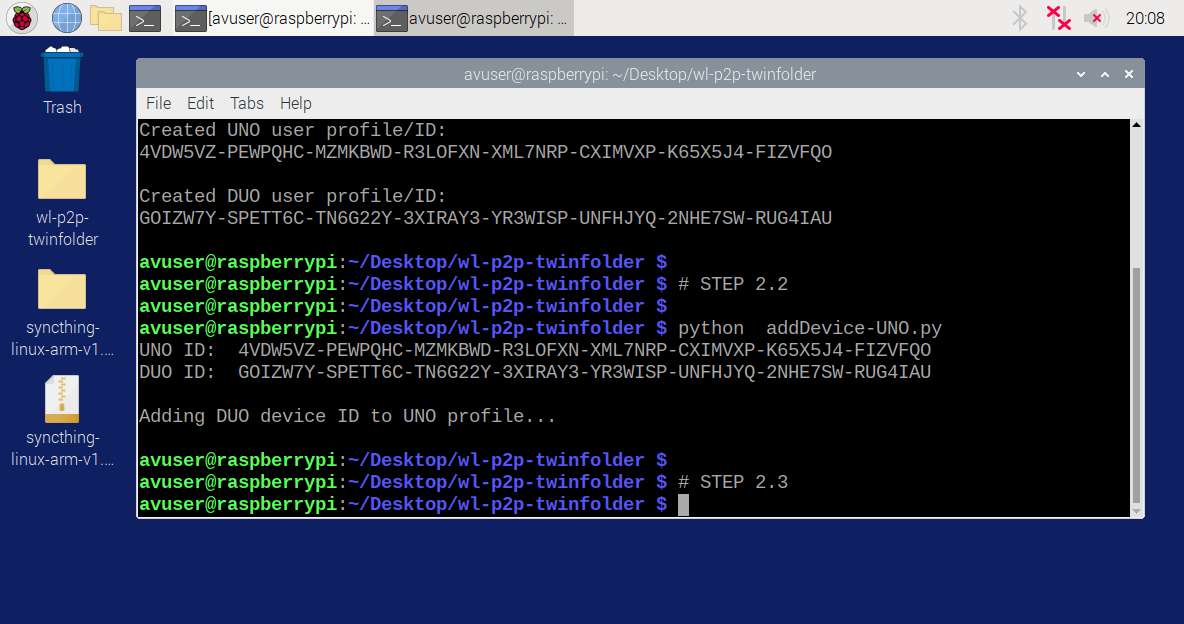 [avuser@raspberrypi: ...
avuser@raspberrypi: ...
20:08
Trash
wl-p2p-
twinfolder
syncthing-
linux-arm-v1....
syncthing-
linux-arm-v1....
avuser@raspberrypi: ~/Desktop/wl-p2p-twinfolder
File Edit Tabs Help
Created UNO user profile/ID:
4VDW5VZ-PEWPQHC-MZMKBWD-R3LOFXN-XML7NRP-CXIMVXP-K65X5J4-FIZVFQO
Created DUO user profile/ID:
GOIZW7Y-SPETT6C-TN6G22Y-3XIRAY3-YR3WISP-UNFHJYQ-2NHE7SW-RUG4IAU
avuser@raspberrypi:~/Desktop/wl-p2p-twinfolder $
avuser@raspberrypi:~/Desktop/wl-p2p-twinfolder $ # STEP 2.2
avuser@raspberrypi:~/Desktop/wl-p2p-twinfolder $
avuser@raspberrypi:~/Desktop/wl-p2p-twinfolder $ python  addDevice-UNO.py
UNO ID:  4VDW5VZ-PEWPQHC-MZMKBWD-R3LOFXN-XML7NRP-CXIMVXP-K65X5J4-FIZVFQO
DUO ID:  GOIZW7Y-SPETT6C-TN6G22Y-3XIRAY3-YR3WISP-UNFHJYQ-2NHE7SW-RUG4IAU
Adding DUO device ID to UNO profile...
avuser@raspberrypi:~/Desktop/wl-p2p-twinfolder $
avuser@raspberrypi:~/Desktop/wl-p2p-twinfolder $ # STEP 2.3
avuser@raspberrypi:~/Desktop/wl-p2p-twinfolder $